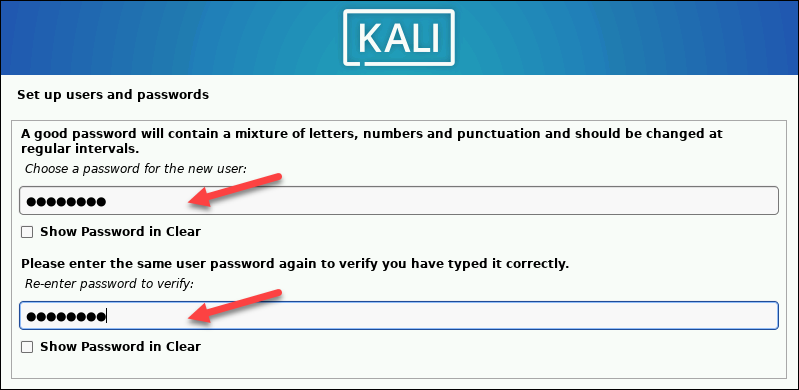 KALI
Set up users and passwords
A good password will contain a mixture of letters, numbers and punctuation and should be changed at
regular intervals.
Choose a password for the new user:
●●●●●●●●
Show Password in Clear
Please enter the same user password again to verify you have typed it correctly.
Re-enter password to verify:
●●●●●●●●
Show Password in Clear